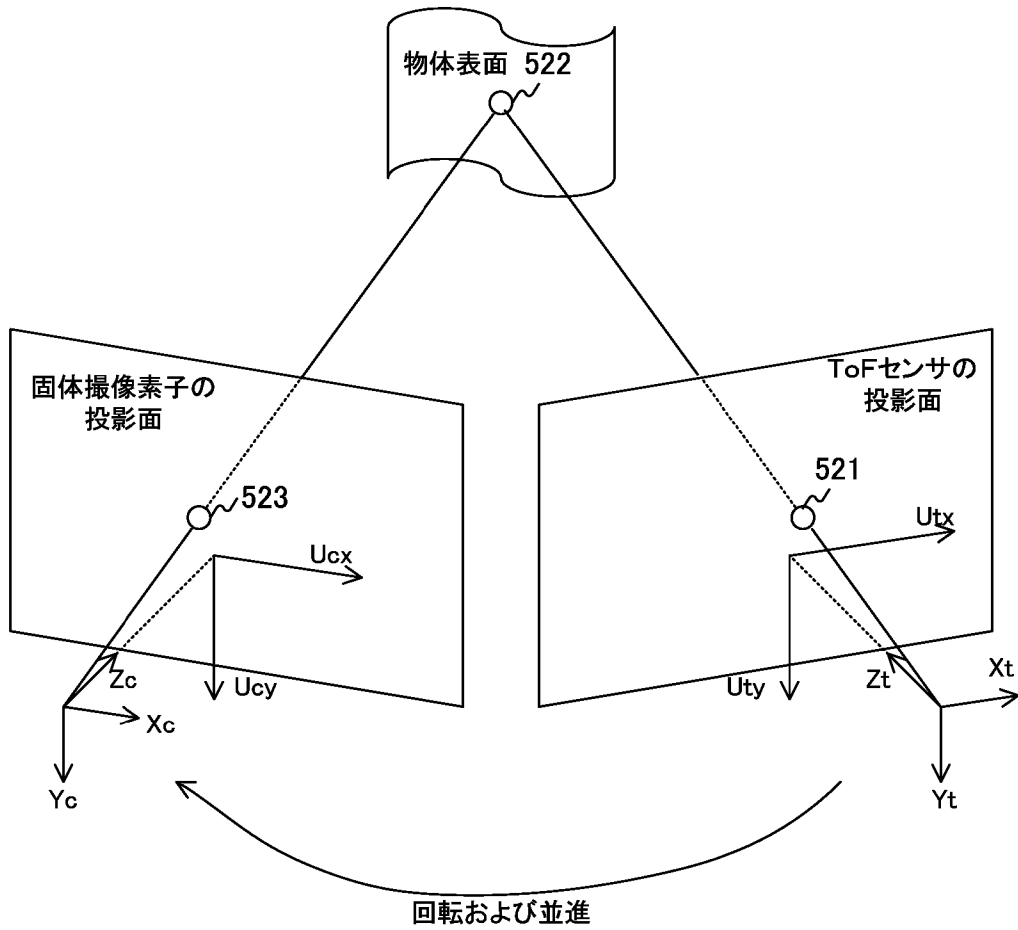 物体表面 522
固体撮像素子の
投影面
ToFセンサの
投影面
523
521
Ucx
Utx
Ucy
Uty
Zc
Xc
Yc
Zt
Xt
Yt
回転および並進